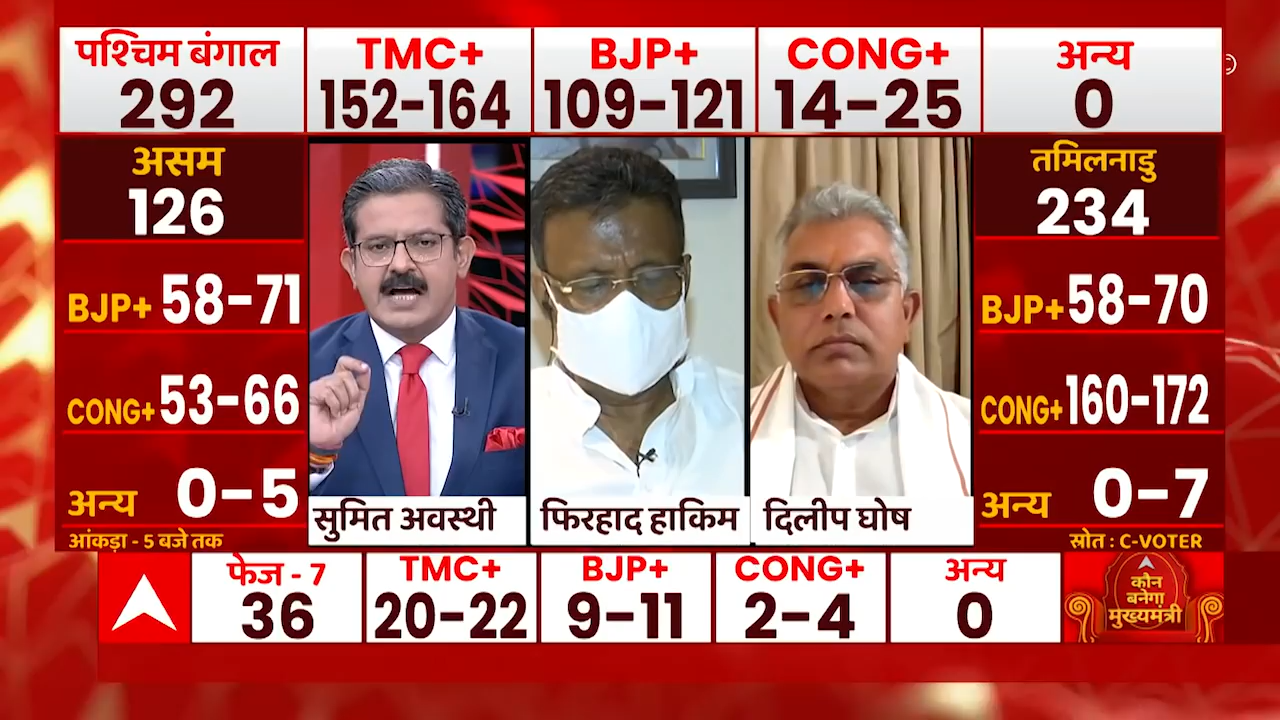 पश्चिम बंगाल
292
TMC+
152-164
BJP+
109-121
CONG+
14-25
अन्य
0
असम
126
BJP+ 58-71
CONG+ 53-66
अन्य 0-5
आंकड़ा - 5 बजे तक
सुमित अवस्थी
फिरहाद हाकिम
दिलीप घोष
तमिलनाडु
234
BJP+ 58-70
CONG+ 160-172
अन्य 0-7
स्रोत : C-VOTER
फेज - 7
36
TMC+
20-22
BJP+
9-11
CONG+
2-4
अन्य
0
कौन
बनेगा
मुख्यमंत्री